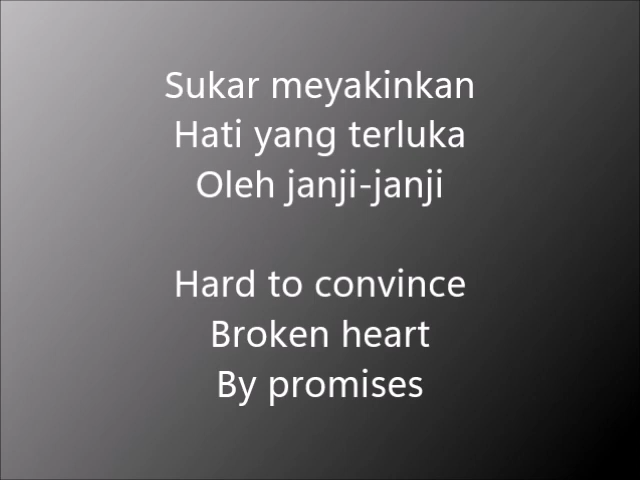 Sukar meyakinkan
Hati yang terluka
Oleh janji-janji
Hard to convince
Broken heart
By promises